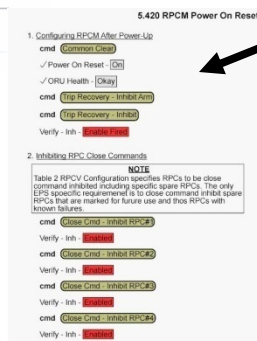 5.420 RPCM Power On Reset
1. Configuring RPCM After Power-Up
cmd Common Clear
✓Power On Reset - On
✓ORU Health - Okay
cmd Trip Recovery - Inhibit Arm
cmd Trip Recovery - Inhibit
Verify - Inh - Enable Fired
2. Inhibiting RPC Close Commands
NOTE
Table 2 RPCV Configuration specifies RPCs to be close
command inhibited including specific spare RPCs. The only
EPS spoecific requiremenet is to close command inhibit spare
RPCs that are marked for furure use and thos RPCs with
known failures.
cmd Close Cmd - Inhibit RPC#1
Verify - Inh - Enabled
cmd Close Cmd - Inhibit RPC#2
Verify - Inh - Enabled
cmd Close Cmd - Inhibit RPC#3
Verify - Inh - Enabled
cmd Close Cmd - Inhibit RPC#4
Verify - Inh - Enabled